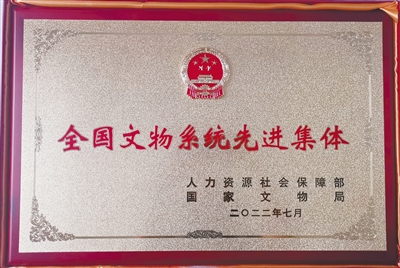 全国文物系统先进集体
人力资源社会保障部
国家文物局
二〇二二年七月